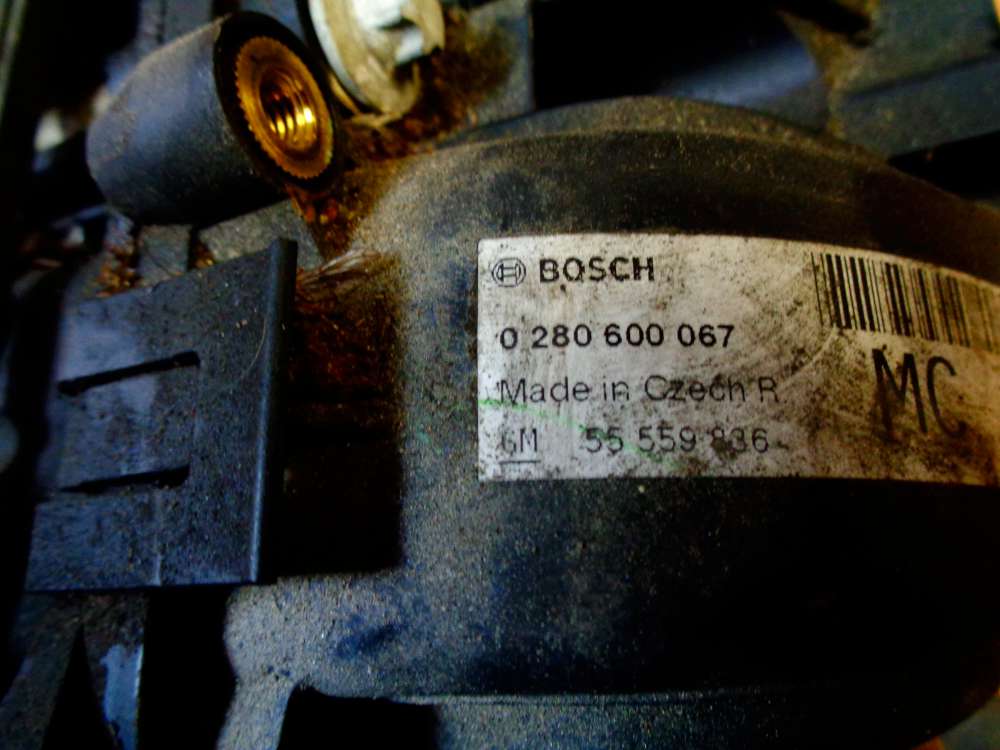 BOSCH
0 280 600 067
Made in Czech R.
GM 55 559 836
MC